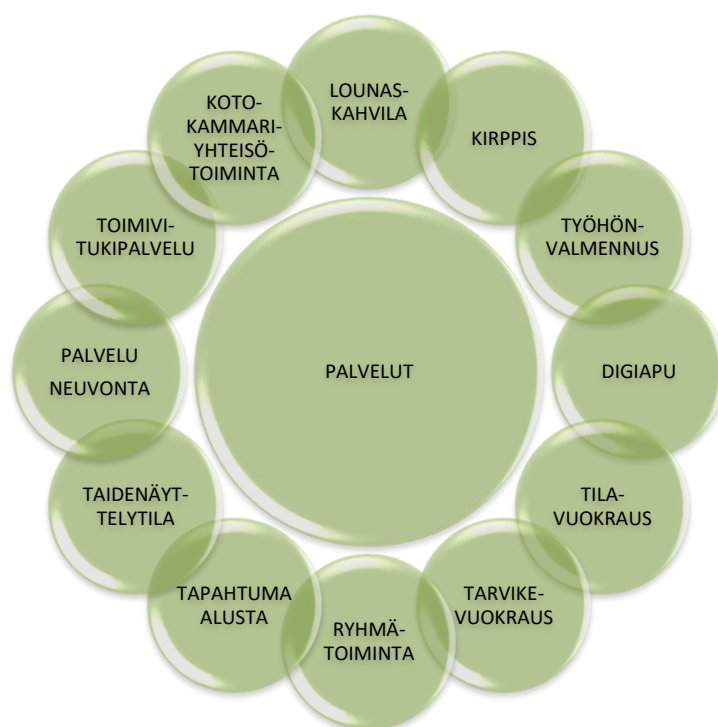 LOUNAS-
KAHVILA
KIRPPIS
TYÖHÖN-
VALMENNUS
DIGIAPU
TILA-
VUOKRAUS
TARVIKE-
VUOKRAUS
RYHMÄ-
TOIMINTA
TAPAHTUMA
ALUSTA
TAIDENÄYT-
TELYTILA
PALVELU
NEUVONTA
TOIMIVI-
TUKIPALVELU
KOTO-
KAMMARI-
YHTEISÖ-
TOIMINTA
PALVELUT